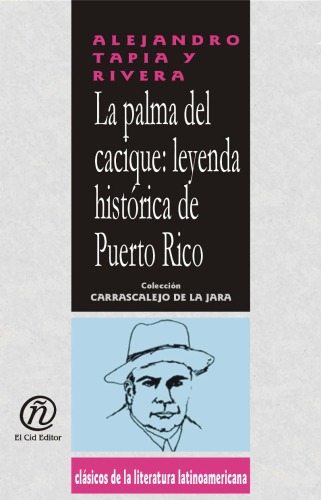 ALEJANDRO
TAPIA Y
RIVERA
La palma del
cacique: leyenda
histórica de
Puerto Rico
Colección
CARRASCALEJO DE LA JARA
ñ
El Cid Editor
clásicos de la literatura latinoamericana